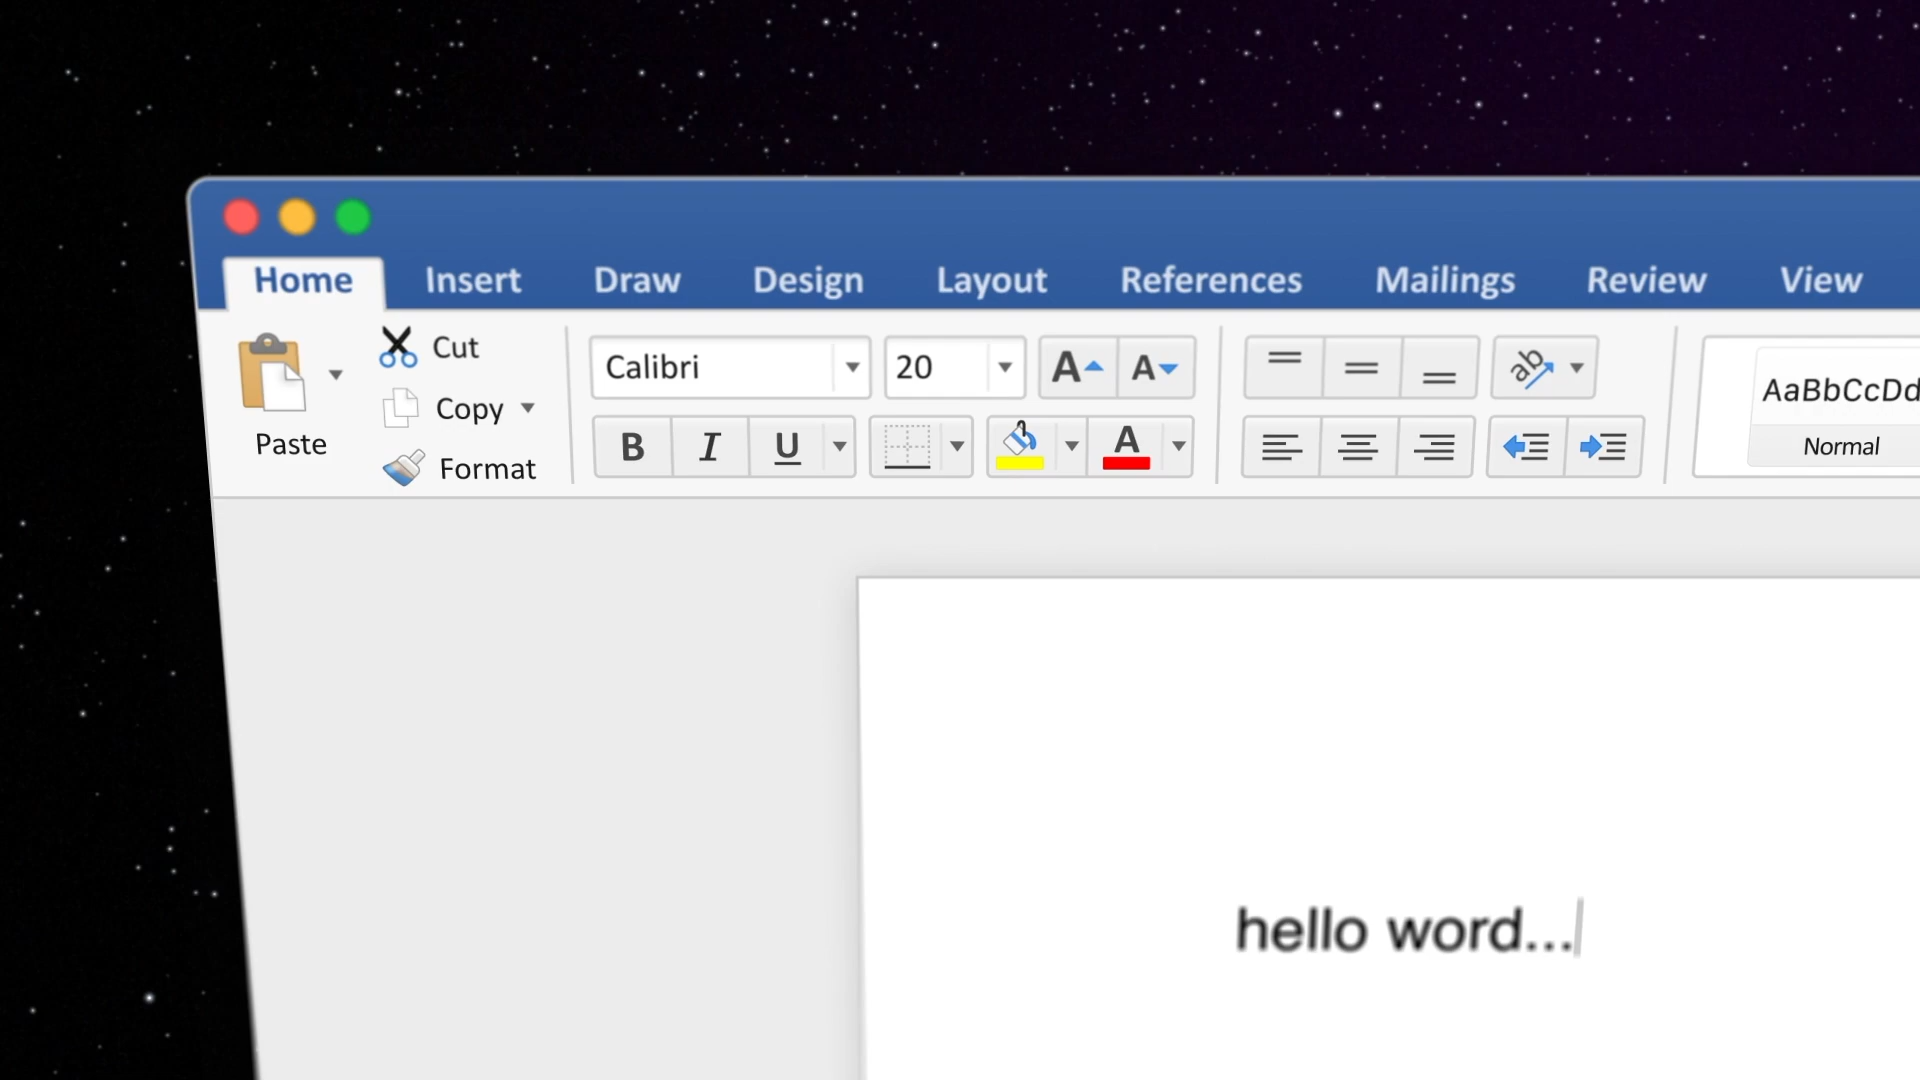 Home Insert Draw Design Layout References Mailings Review View
Cut
Calibri 20 A A ab
Copy
Paste
Format
B I U A
AaBbCcDd
Normal
hello word...